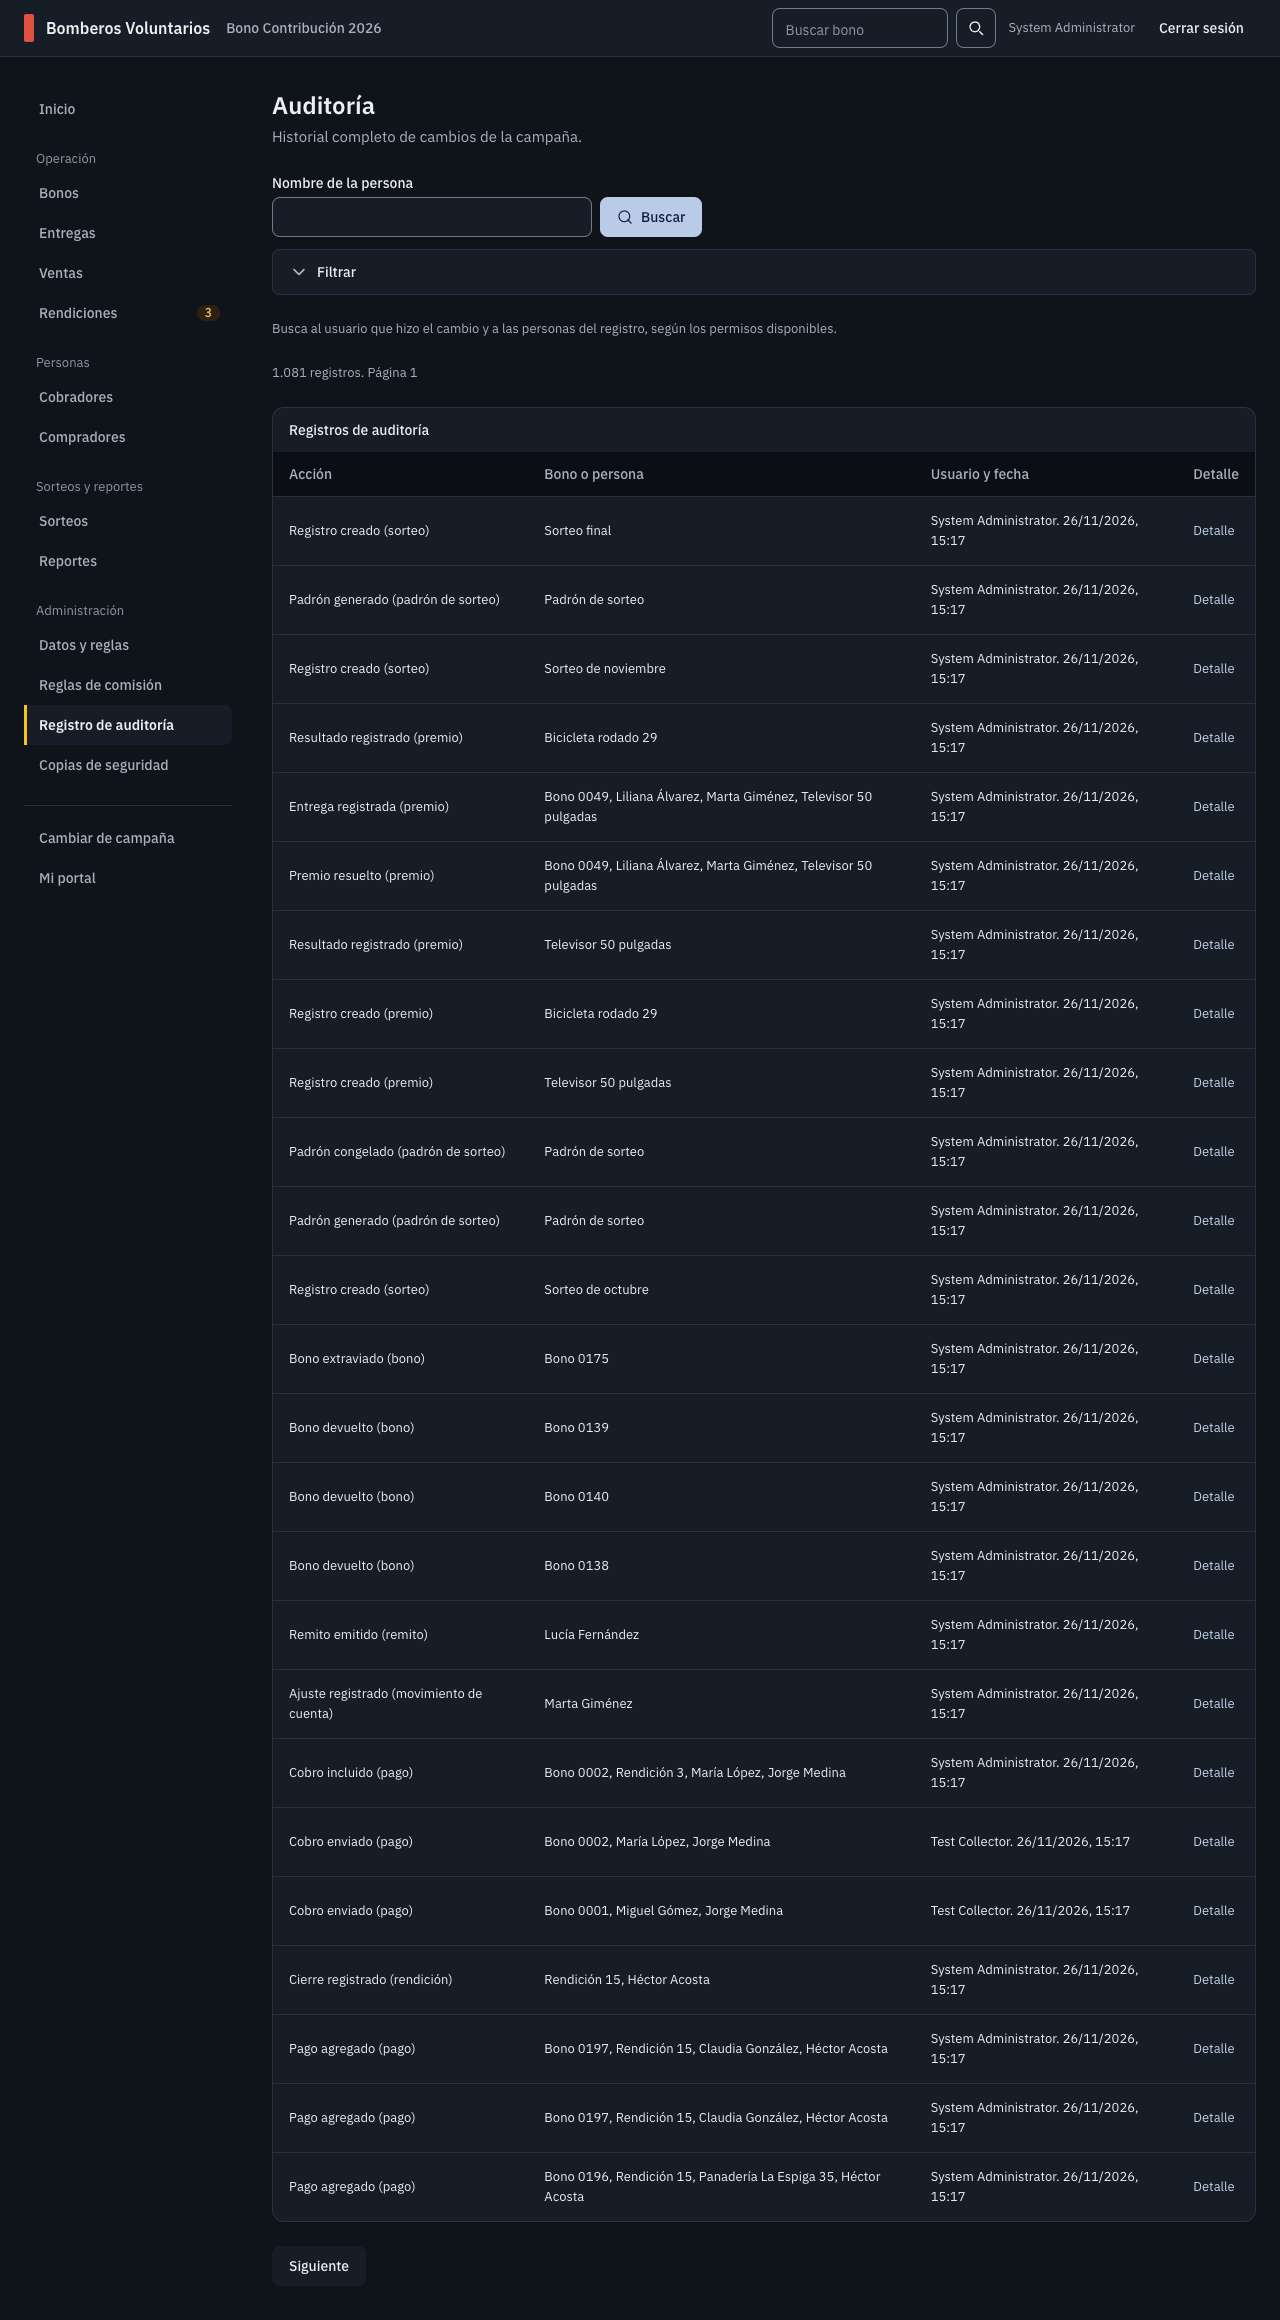 Bomberos Voluntarios
Bono Contribución 2026
Buscar bono
System Administrator
Cerrar sesión
Inicio
Operación
Bonos
Entregas
Ventas
Rendiciones 3
Personas
Cobradores
Compradores
Sorteos y reportes
Sorteos
Reportes
Administración
Datos y reglas
Reglas de comisión
Registro de auditoría
Copias de seguridad
Cambiar de campaña
Mi portal
Auditoría
Historial completo de cambios de la campaña.
Nombre de la persona
Buscar
Filtrar
Busca al usuario que hizo el cambio y a las personas del registro, según los permisos disponibles.
1.081 registros. Página 1
Registros de auditoría
Acción Bono o persona Usuario y fecha Detalle
Registro creado (sorteo) Sorteo final System Administrator. 26/11/2026, 15:17 Detalle
Padrón generado (padrón de sorteo) Padrón de sorteo System Administrator. 26/11/2026, 15:17 Detalle
Registro creado (sorteo) Sorteo de noviembre System Administrator. 26/11/2026, 15:17 Detalle
Resultado registrado (premio) Bicicleta rodado 29 System Administrator. 26/11/2026, 15:17 Detalle
Entrega registrada (premio) Bono 0049, Liliana Álvarez, Marta Giménez, Televisor 50 pulgadas System Administrator. 26/11/2026, 15:17 Detalle
Premio resuelto (premio) Bono 0049, Liliana Álvarez, Marta Giménez, Televisor 50 pulgadas System Administrator. 26/11/2026, 15:17 Detalle
Resultado registrado (premio) Televisor 50 pulgadas System Administrator. 26/11/2026, 15:17 Detalle
Registro creado (premio) Bicicleta rodado 29 System Administrator. 26/11/2026, 15:17 Detalle
Registro creado (premio) Televisor 50 pulgadas System Administrator. 26/11/2026, 15:17 Detalle
Padrón congelado (padrón de sorteo) Padrón de sorteo System Administrator. 26/11/2026, 15:17 Detalle
Padrón generado (padrón de sorteo) Padrón de sorteo System Administrator. 26/11/2026, 15:17 Detalle
Registro creado (sorteo) Sorteo de octubre System Administrator. 26/11/2026, 15:17 Detalle
Bono extraviado (bono) Bono 0175 System Administrator. 26/11/2026, 15:17 Detalle
Bono devuelto (bono) Bono 0139 System Administrator. 26/11/2026, 15:17 Detalle
Bono devuelto (bono) Bono 0140 System Administrator. 26/11/2026, 15:17 Detalle
Bono devuelto (bono) Bono 0138 System Administrator. 26/11/2026, 15:17 Detalle
Remito emitido (remito) Lucía Fernández System Administrator. 26/11/2026, 15:17 Detalle
Ajuste registrado (movimiento de cuenta) Marta Giménez System Administrator. 26/11/2026, 15:17 Detalle
Cobro incluido (pago) Bono 0002, Rendición 3, María López, Jorge Medina System Administrator. 26/11/2026, 15:17 Detalle
Cobro enviado (pago) Bono 0002, María López, Jorge Medina Test Collector. 26/11/2026, 15:17 Detalle
Cobro enviado (pago) Bono 0001, Miguel Gómez, Jorge Medina Test Collector. 26/11/2026, 15:17 Detalle
Cierre registrado (rendición) Rendición 15, Héctor Acosta System Administrator. 26/11/2026, 15:17 Detalle
Pago agregado (pago) Bono 0197, Rendición 15, Claudia González, Héctor Acosta System Administrator. 26/11/2026, 15:17 Detalle
Pago agregado (pago) Bono 0197, Rendición 15, Claudia González, Héctor Acosta System Administrator. 26/11/2026, 15:17 Detalle
Pago agregado (pago) Bono 0196, Rendición 15, Panadería La Espiga 35, Héctor Acosta System Administrator. 26/11/2026, 15:17 Detalle
Siguiente